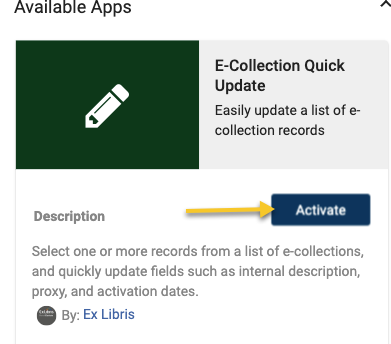 Available Apps
E-Collection Quick
Update
Easily update a list of e-
collection records
Activate
Description
Select one or more records from a list of e-collections,
and quickly update fields such as internal description,
proxy, and activation dates.
By: Ex Libris